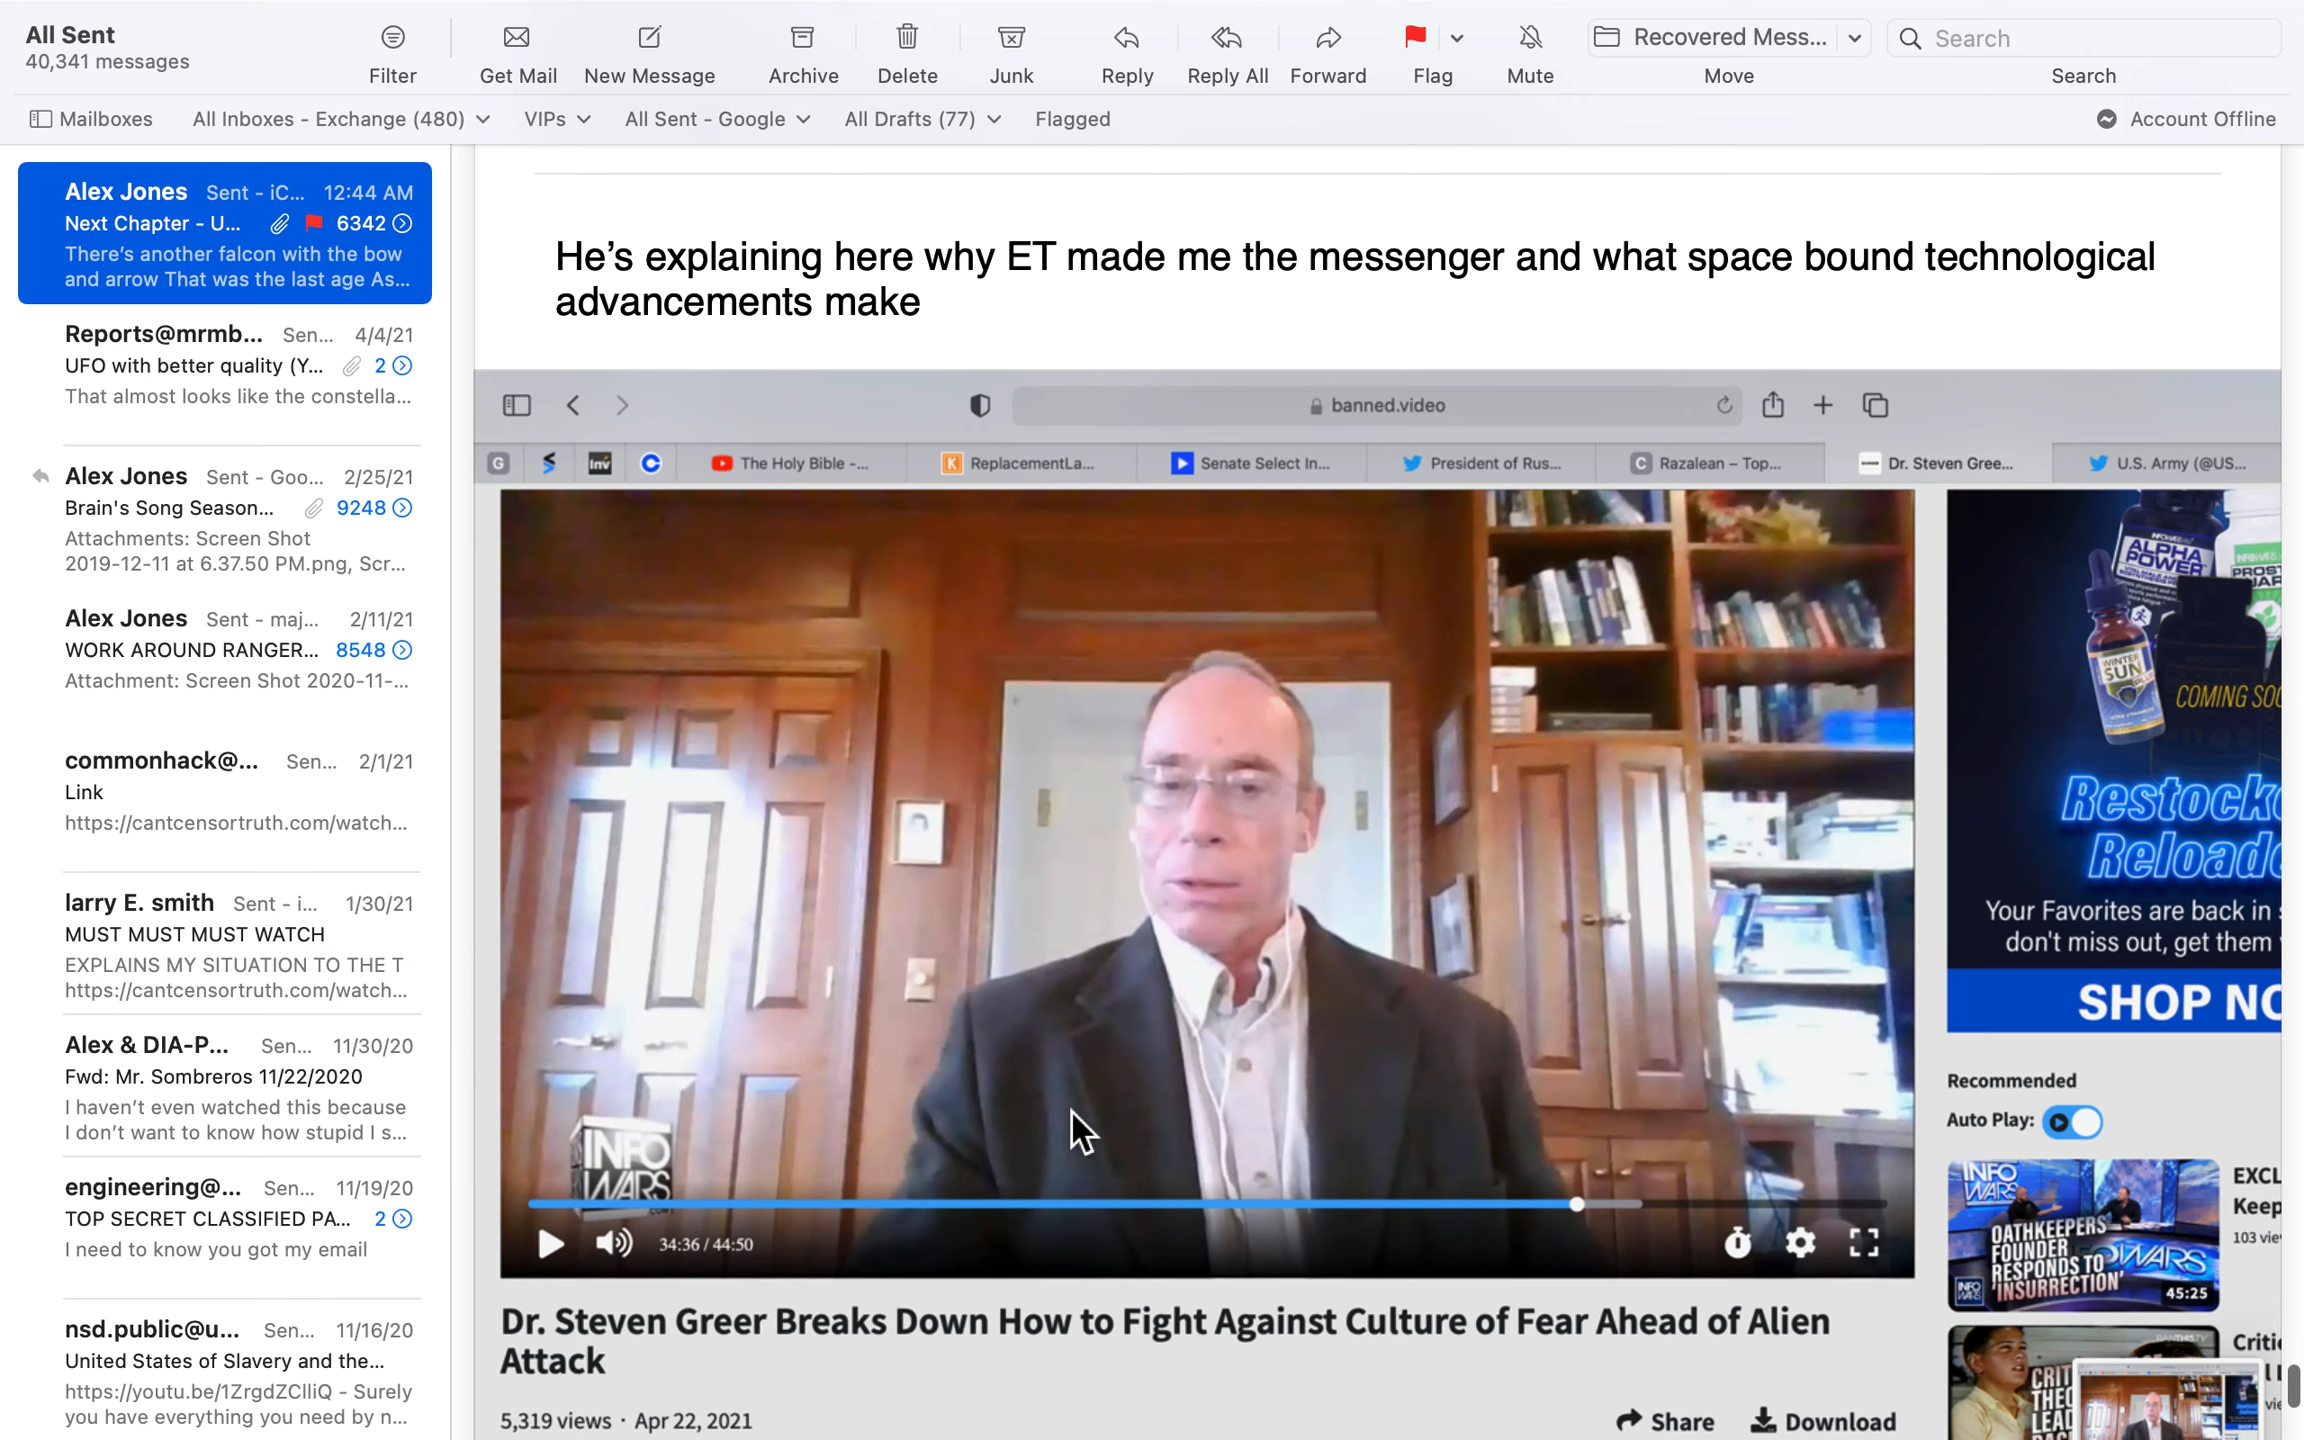 All Sent
40,341 messages
Filter
Get Mail
New Message
Archive
Delete
Junk
Reply
Reply All
Forward
Flag
Mute
Recovered Mess...
Move
Search
Search
Mailboxes
All Inboxes - Exchange (480)
VIPs
All Sent - Google
All Drafts (77)
Flagged
Account Offline
Alex Jones Sent - iC... 12:44 AM
Next Chapter - U... 6342
There's another falcon with the bow
and arrow That was the last age As...
Reports@mrmb... Sen... 4/4/21
UFO with better quality (Y... 2
That almost looks like the constella...
Alex Jones Sent - Goo... 2/25/21
Brain's Song Season... 9248
Attachments: Screen Shot
2019-12-11 at 6.37.50 PM.png, Scr...
Alex Jones Sent - maj... 2/11/21
WORK AROUND RANGER... 8548
Attachment: Screen Shot 2020-11-...
commonhack@... Sen... 2/1/21
Link
https://cantcensortruth.com/watch...
larry E. smith Sent - i... 1/30/21
MUST MUST MUST WATCH
EXPLAINS MY SITUATION TO THE T
https://cantcensortruth.com/watch...
Alex & DIA-P... Sen... 11/30/20
Fwd: Mr. Sombreros 11/22/2020
I haven't even watched this because
I don't want to know how stupid I s...
engineering@... Sen... 11/19/20
TOP SECRET CLASSIFIED PA... 2
I need to know you got my email
nsd.public@u... Sen... 11/16/20
United States of Slavery and the...
https://youtu.be/1ZrgdZClliQ - Surely
you have everything you need by n...
He's explaining here why ET made me the messenger and what space bound technological
advancements make
banned.video
G
Inv
The Holy Bible -...
K ReplacementLa...
Senate Select In...
President of Rus...
C Razalean – Top...
Dr. Steven Gree...
U.S. Army (@US...
INFO
WARS
34:36 / 44:50
Dr. Steven Greer Breaks Down How to Fight Against Culture of Fear Ahead of Alien
Attack
5,319 views · Apr 22, 2021
Share
Download
ALPHA
POWER
WINTER
SUN
COMING SOO
Restock
Reload
Your Favorites are back in
don't miss out, get them
SHOP NO
Recommended
Auto Play:
INFO
WARS
OATHKEEPERS
FOUNDER
RESPONDS TO
'INSURRECTION'
WARS
INFO
WARS
45:25
EXCL
Keep
103 vie
CRIT
THEO
LEAD
Critic